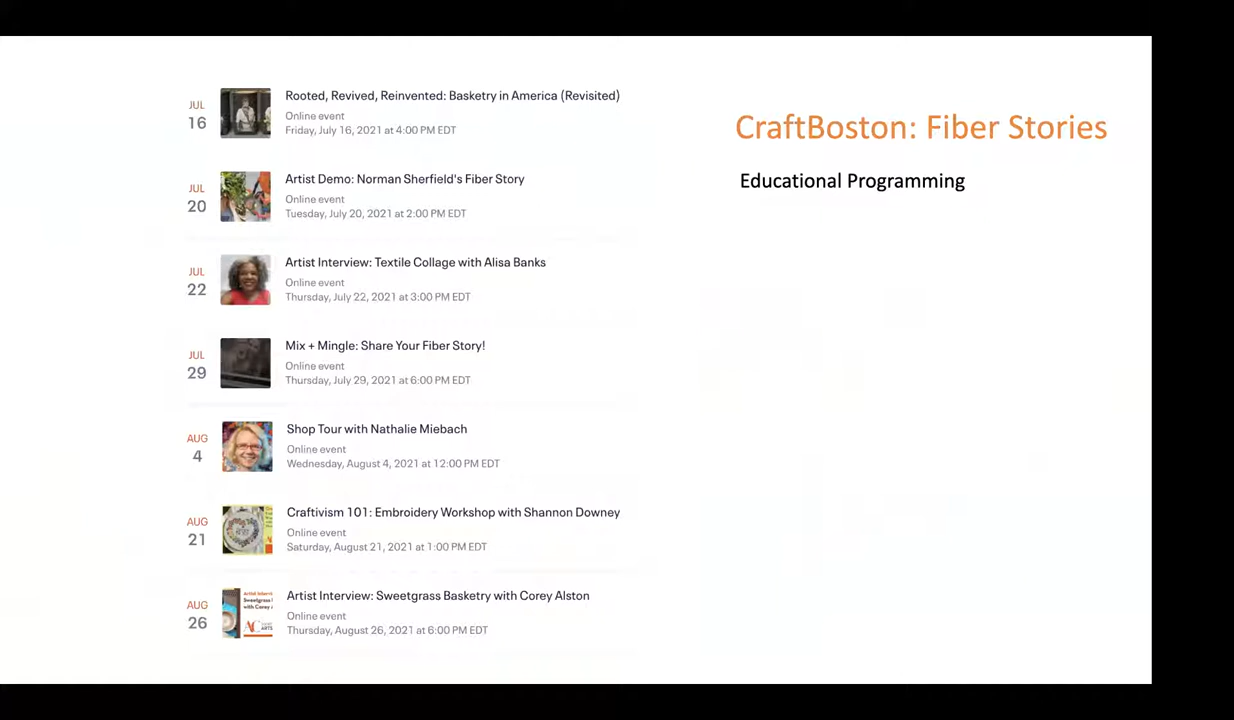 CraftBoston: Fiber Stories
Educational Programming
JUL
16
Rooted, Revived, Reinvented: Basketry in America (Revisited)
Online event
Friday, July 16, 2021 at 4:00 PM EDT
JUL
20
Artist Demo: Norman Sherfield's Fiber Story
Online event
Tuesday, July 20, 2021 at 2:00 PM EDT
JUL
22
Artist Interview: Textile Collage with Alisa Banks
Online event
Thursday, July 22, 2021 at 3:00 PM EDT
JUL
29
Mix + Mingle: Share Your Fiber Story!
Online event
Thursday, July 29, 2021 at 6:00 PM EDT
AUG
4
Shop Tour with Nathalie Miebach
Online event
Wednesday, August 4, 2021 at 12:00 PM EDT
AUG
21
Craftivism 101: Embroidery Workshop with Shannon Downey
Online event
Saturday, August 21, 2021 at 1:00 PM EDT
AUG
26
Artist Interview: Sweetgrass Basketry with Corey Alston
Online event
Thursday, August 26, 2021 at 6:00 PM EDT